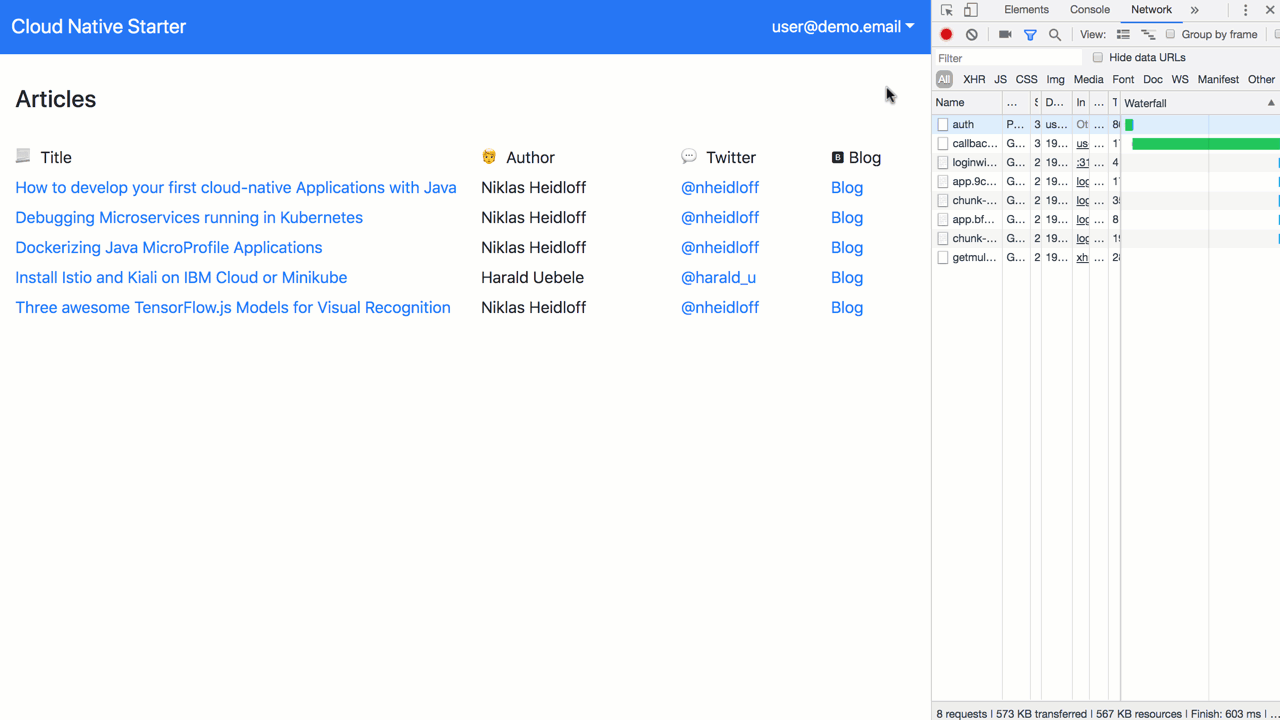 Cloud Native Starter
user@demo.email
Articles
Title Author Twitter B Blog
How to develop your first cloud-native Applications with Java Niklas Heidloff @nheidloff Blog
Debugging Microservices running in Kubernetes Niklas Heidloff @nheidloff Blog
Dockerizing Java MicroProfile Applications Niklas Heidloff @nheidloff Blog
Install Istio and Kiali on IBM Cloud or Minikube Harald Uebele @harald_u Blog
Three awesome TensorFlow.js Models for Visual Recognition Niklas Heidloff @nheidloff Blog
Elements Console Network »
View: Group by frame
Filter Hide data URLs
All XHR JS CSS Img Media Font Doc WS Manifest Other
Name ... S D... In ... T Waterfall
auth P... 3 us... Ot ... 80
callbac... G... 3 19... us ... 1
loginwi... G... 2 19... :31 ... 4
app.9c... G... 2 19... loc ... 1
chunk-... G... 2 19... loc ... 3
app.bf... G... 2 19... loc ... 8
chunk-... G... 2 19... loc ... 1
getmul... G... 2 19... xh ... 2
8 requests | 573 KB transferred | 567 KB resources | Finish: 603 ms | ...